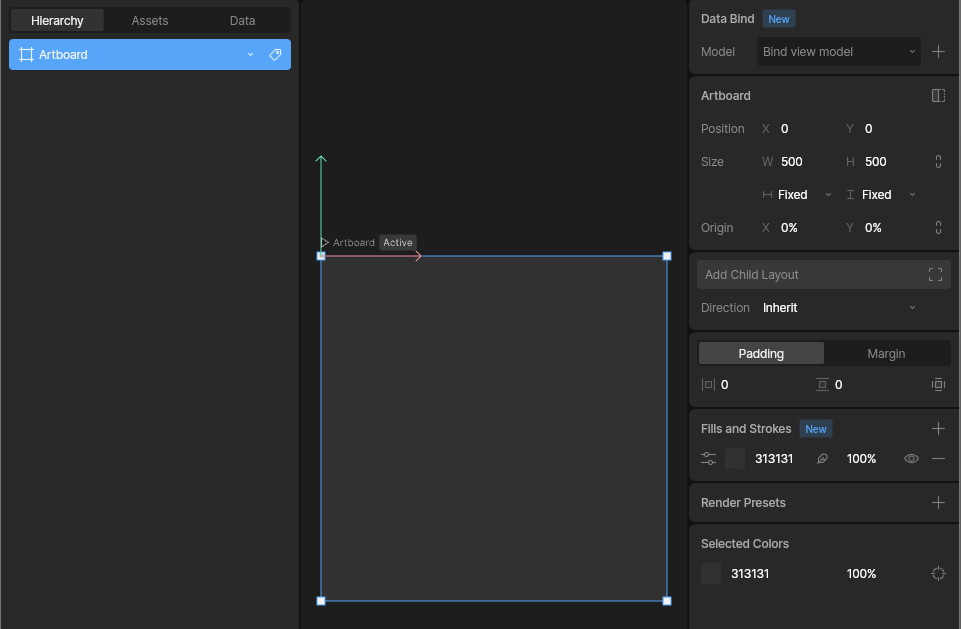 Hierarchy Assets Data
Artboard
Artboard Active
Data Bind New
Model Bind view model
Artboard
Position X 0 Y 0
Size W 500 H 500
Fixed Fixed
Origin X 0% Y 0%
Add Child Layout
Direction Inherit
Padding Margin
0 0
Fills and Strokes New
313131 100%
Render Presets
Selected Colors
313131 100%